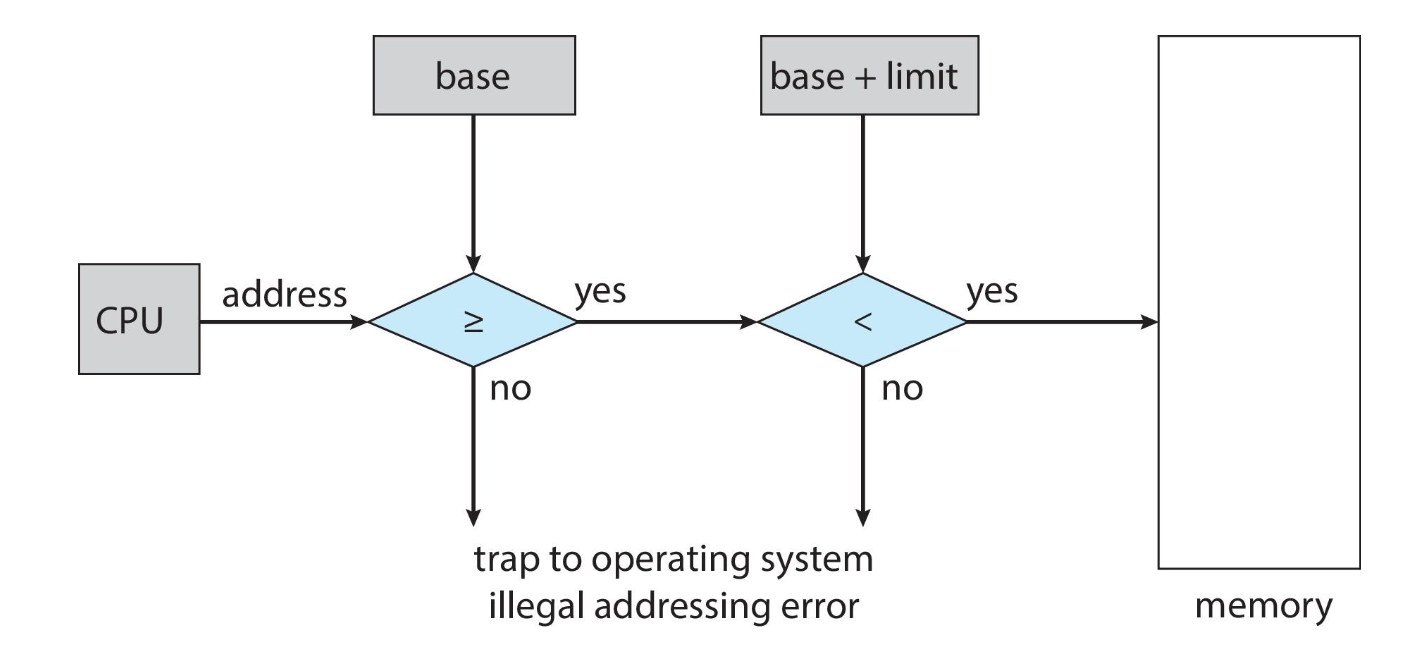 base
base + limit
CPU
address
≥
yes
<
yes
no
no
trap to operating system
illegal addressing error
memory